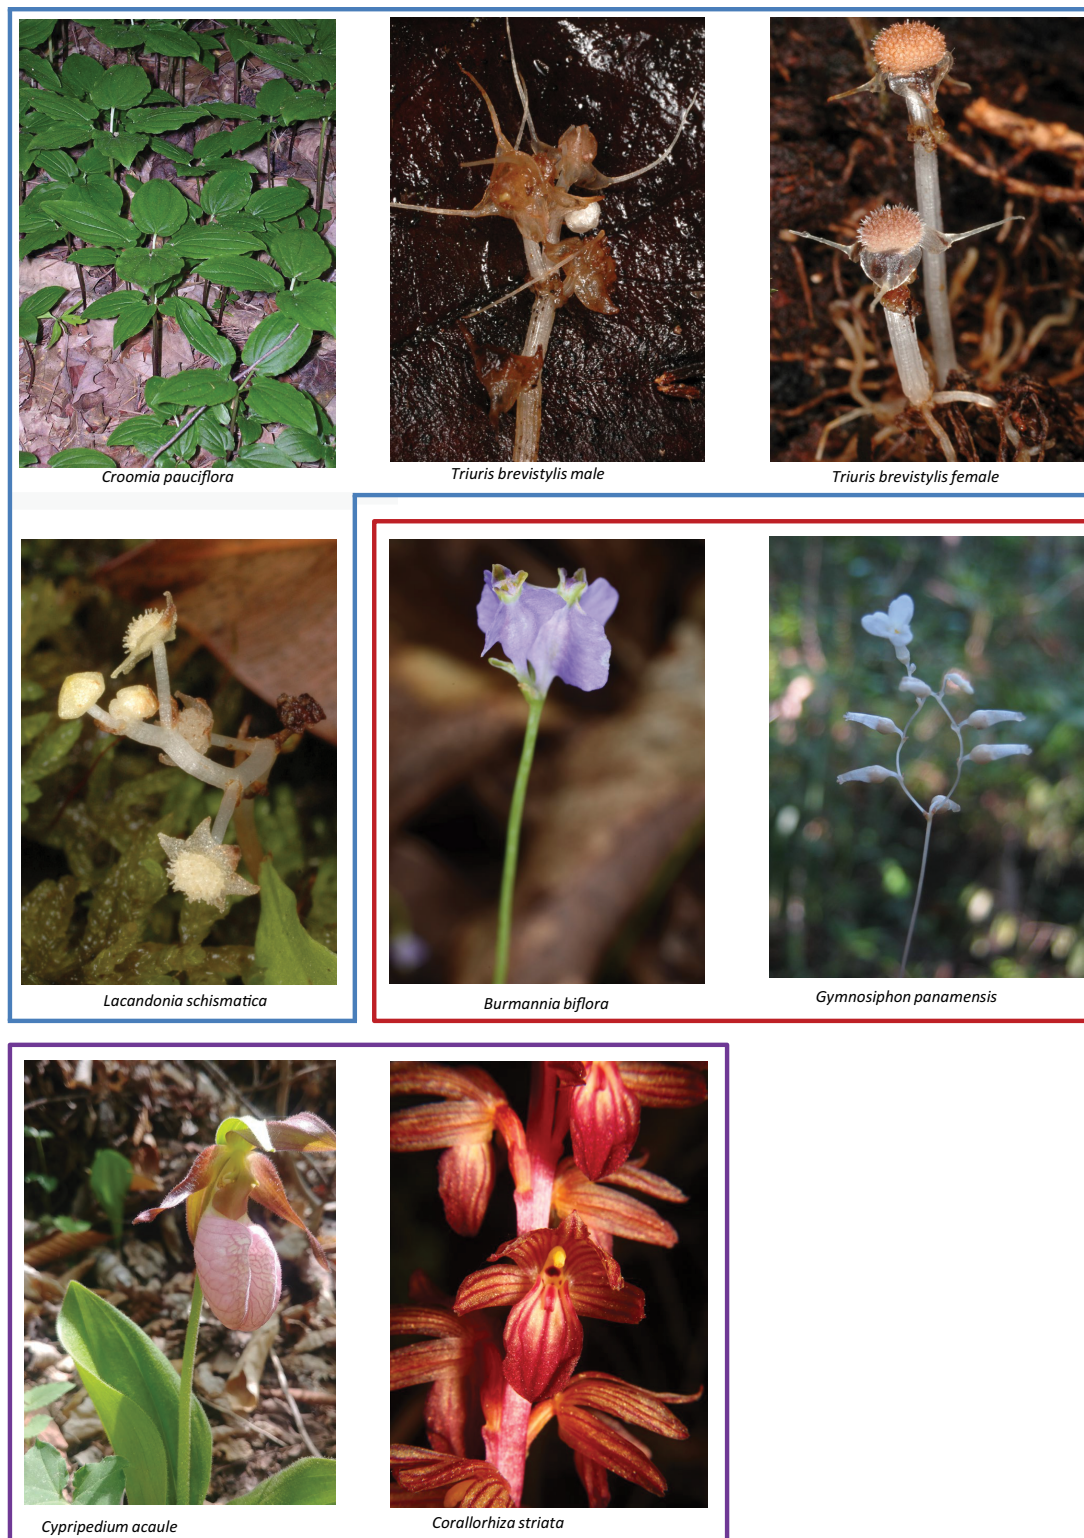 Croomia pauciflora
Triuris brevistylis male
Triuris brevistylis female
Lacandonia schismatica
Burmannia biflora
Gymnosiphon panamensis
Cypripedium acaule
Corallorhiza striata